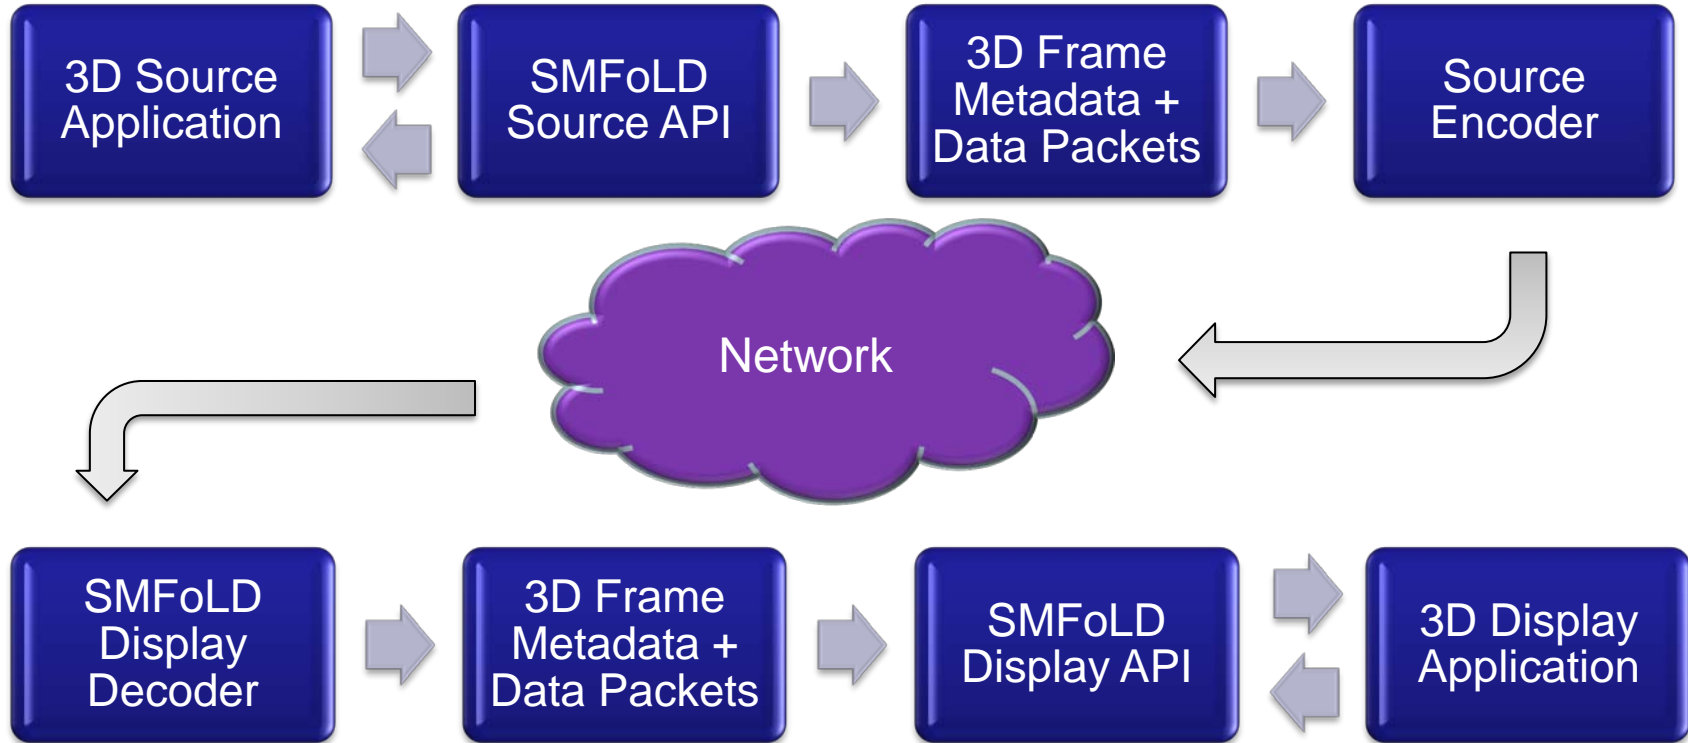 3D Source
Application
SMFoLD
Source API
3D Frame
Metadata +
Data Packets
Source
Encoder
Network
SMFoLD
Display
Decoder
3D Frame
Metadata +
Data Packets
SMFoLD
Display API
3D Display
Application